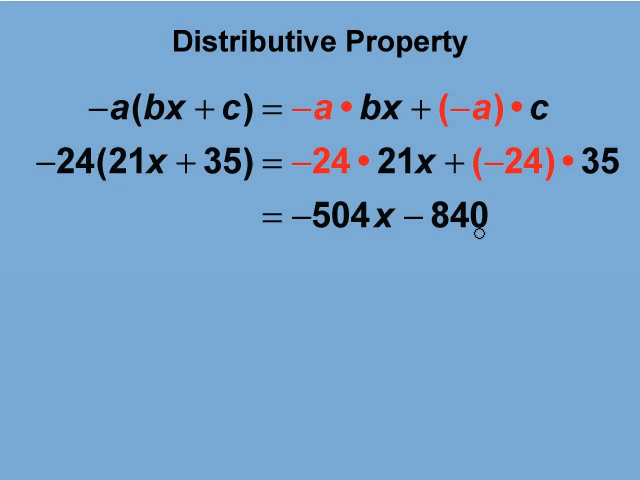 Distributive Property
−a(bx + c) = −a • bx + (−a) • c
−24(21x + 35) = −24 • 21x + (−24) • 35
= −504x − 840